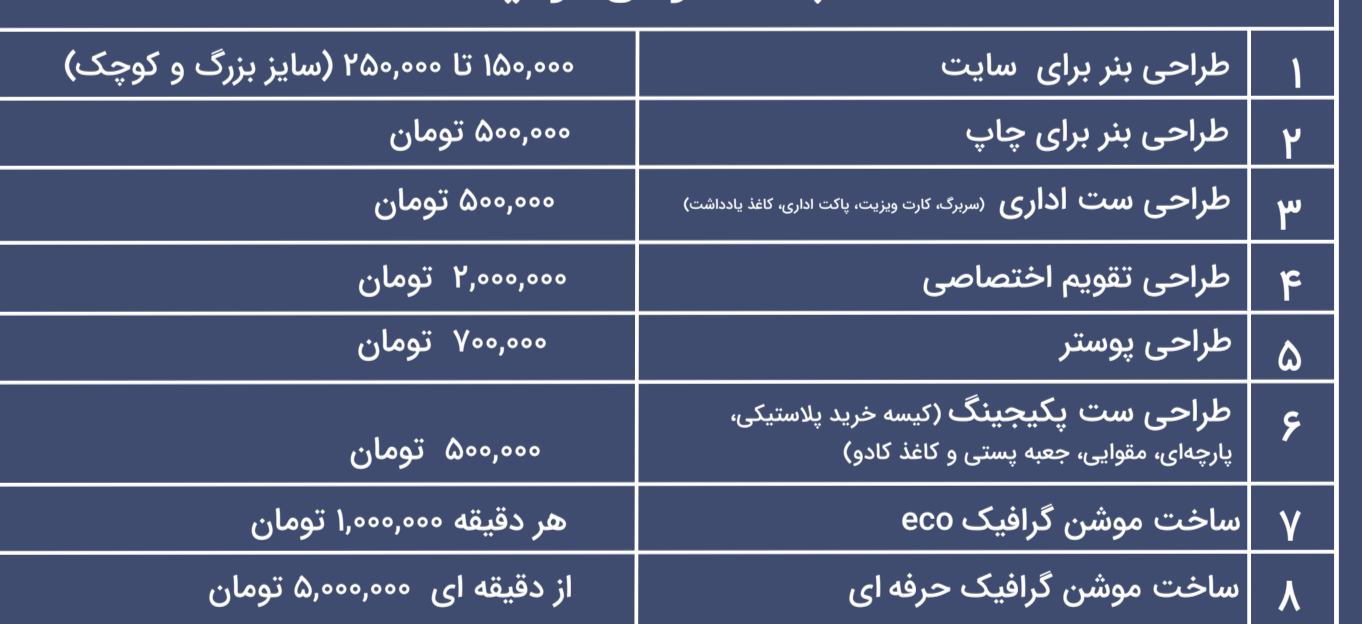 ۱ طراحی بنر برای سایت ۱۵۰,۰۰۰ تا ۲۵۰,۰۰۰ (سایز بزرگ و کوچک)
۲ طراحی بنر برای چاپ ۵۰۰,۰۰۰ تومان
۳ طراحی ست اداری (سربرگ، کارت ویزیت، پاکت اداری، کاغذ یادداشت) ۵۰۰,۰۰۰ تومان
۴ طراحی تقویم اختصاصی ۲,۰۰۰,۰۰۰ تومان
۵ طراحی پوستر ۷۰۰,۰۰۰ تومان
۶ طراحی ست پکیجینگ (کیسه خرید پلاستیکی،
پارچه‌ای، مقوایی، جعبه پستی و کاغذ کادو) ۵۰۰,۰۰۰ تومان
۷ ساخت موشن گرافیک eco هر دقیقه ۱,۰۰۰,۰۰۰ تومان
۸ ساخت موشن گرافیک حرفه ای از دقیقه ای ۵,۰۰۰,۰۰۰ تومان